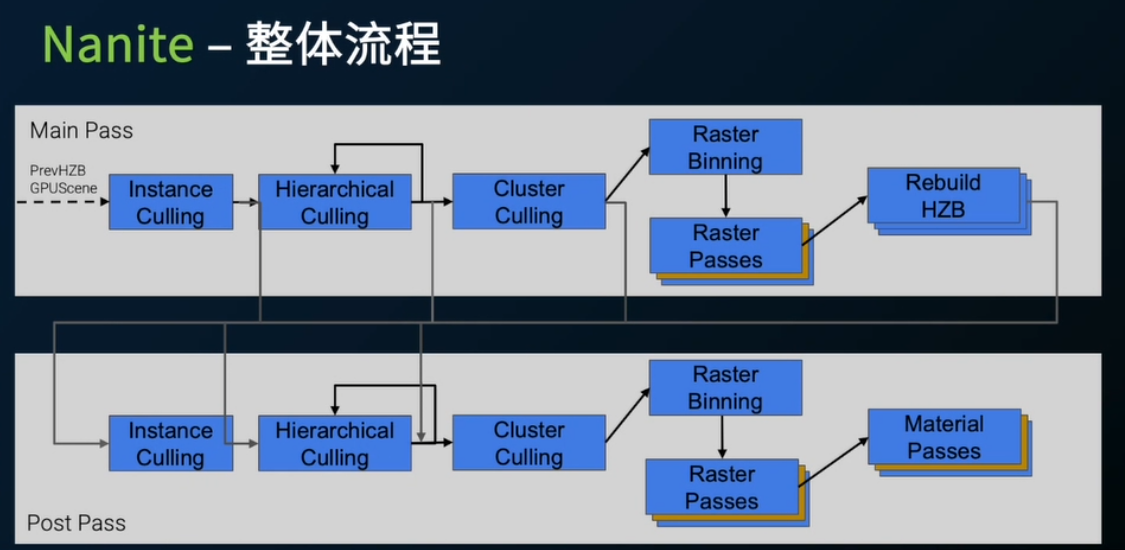 Nanite – 整体流程
Main Pass
PrevHZB
GPUScene
Instance
Culling
Hierarchical
Culling
Cluster
Culling
Raster
Binning
Raster
Passes
Rebuild
HZB
Instance
Culling
Hierarchical
Culling
Cluster
Culling
Raster
Binning
Raster
Passes
Material
Passes
Post Pass